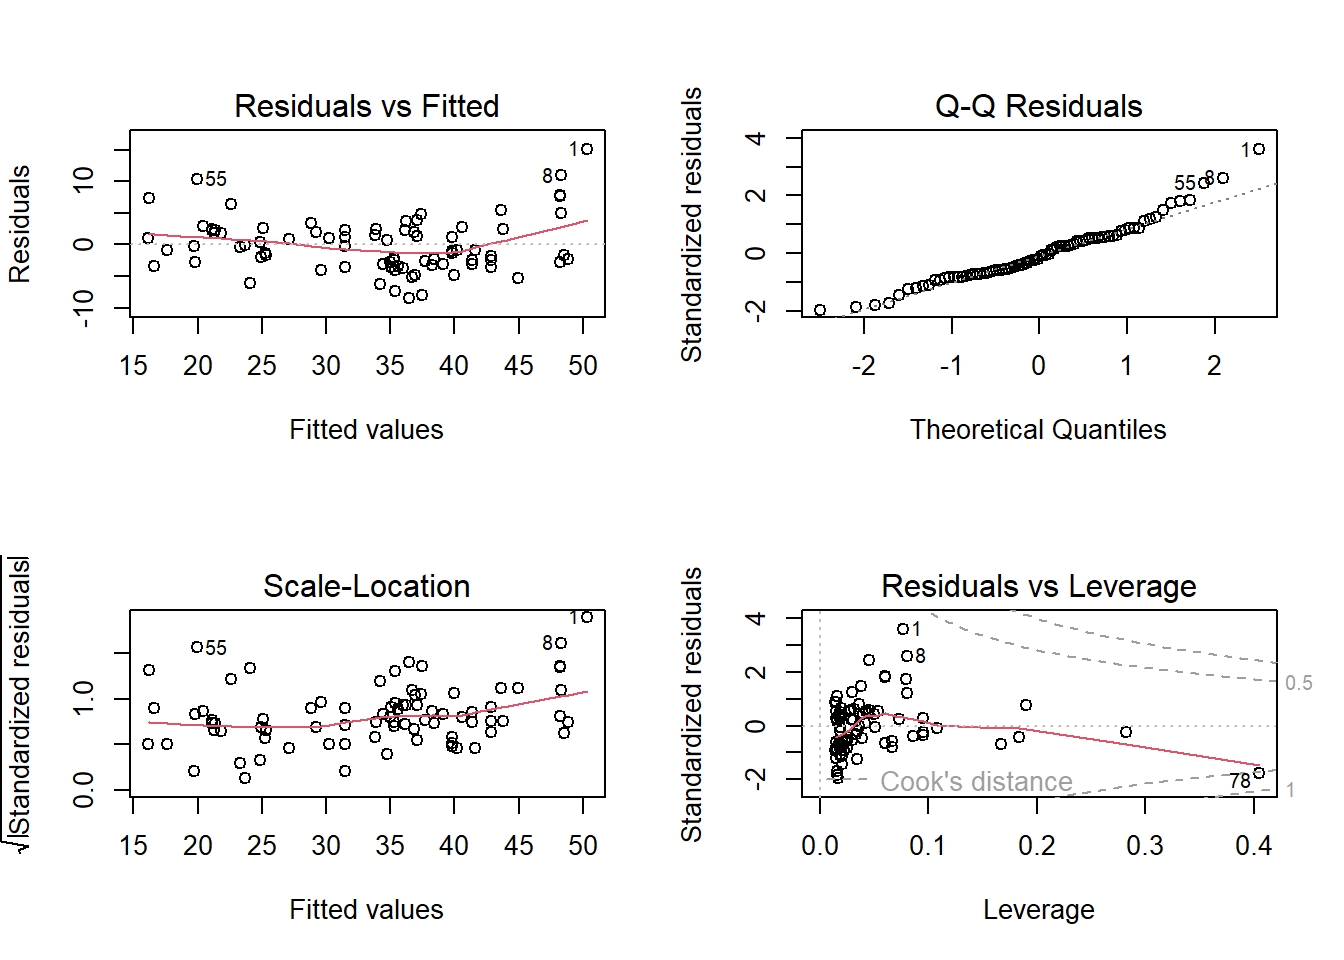 Residuals vs Fitted
Residuals
10
0
-10
1
8
55
15 20 25 30 35 40 45 50
Fitted values
Q-Q Residuals
Standardized residuals
4
2
0
-2
1
55 8
-2 -1 0 1 2
Theoretical Quantiles
Scale-Location
√|Standardized residuals|
1.0
0.0
1
8
55
15 20 25 30 35 40 45 50
Fitted values
Residuals vs Leverage
Standardized residuals
4
2
0
-2
1
8
0.5
78
Cook's distance
1
0.0 0.1 0.2 0.3 0.4
Leverage